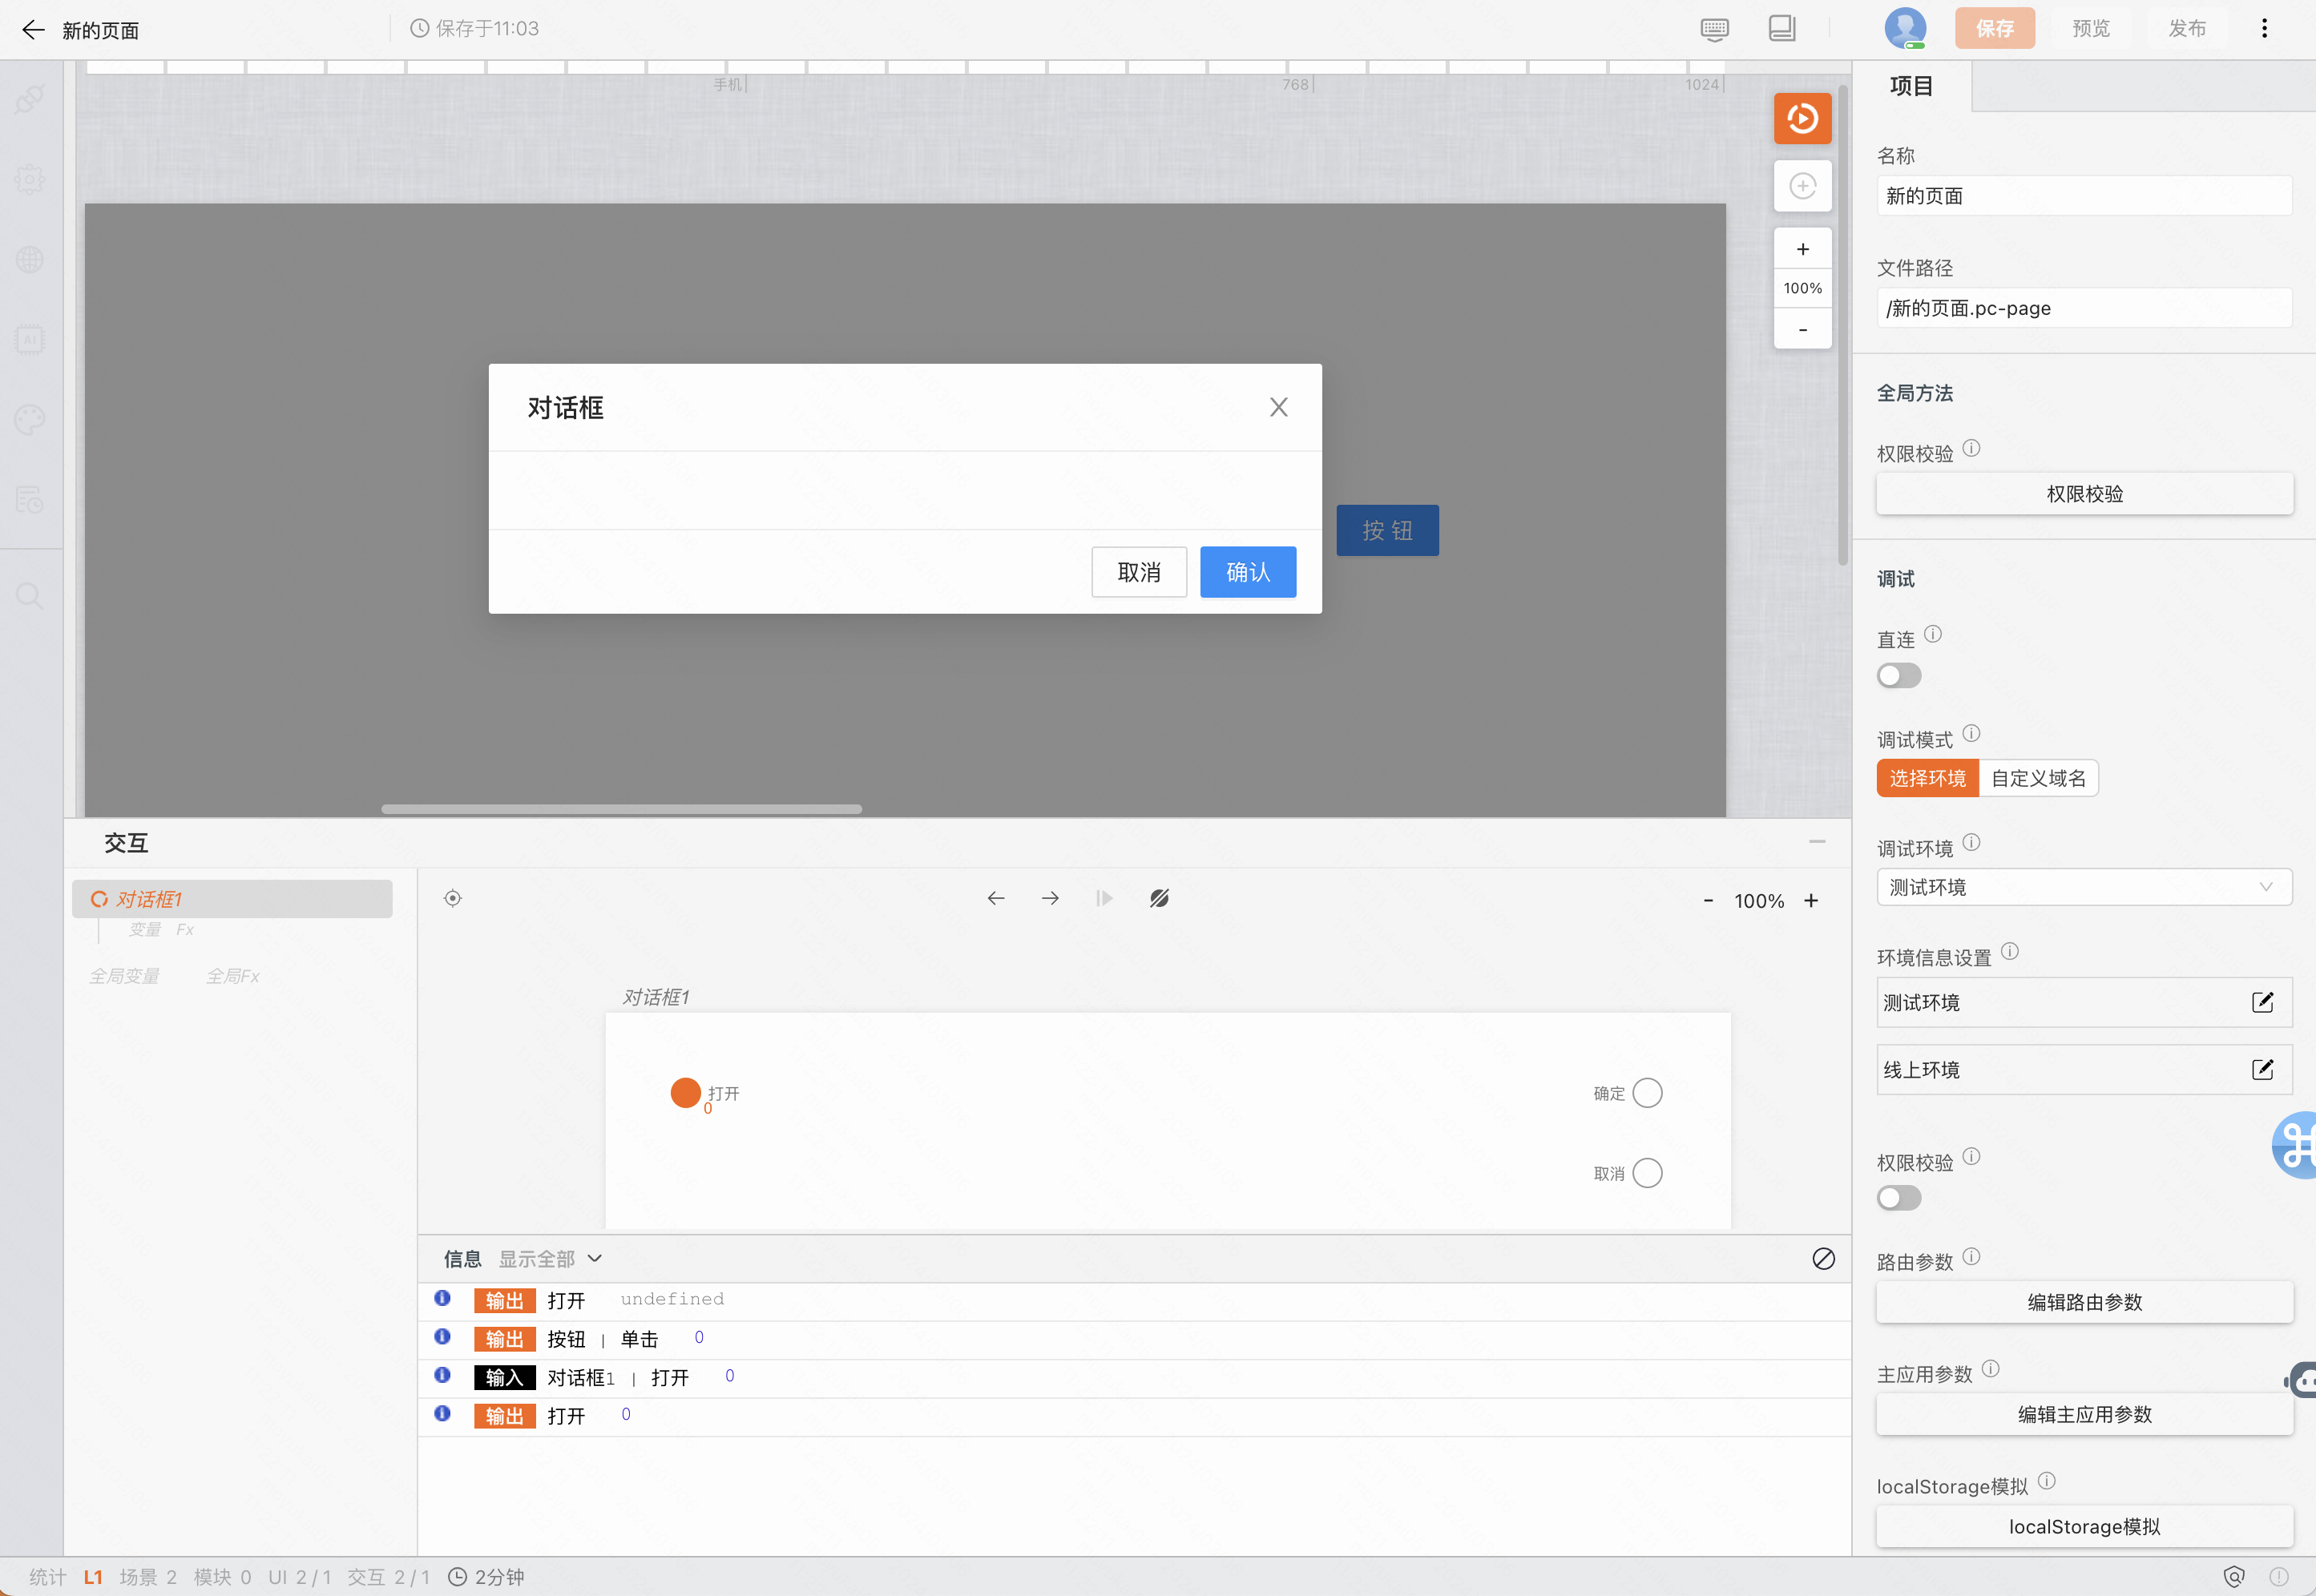 新的页面
保存于11:03
保存
预览
发布
手机
768
1024
+
100%
-
对话框
按 钮
取消
确认
项目
名称
新的页面
文件路径
/新的页面.pc-page
全局方法
权限校验
权限校验
调试
直连
调试模式
选择环境 自定义域名
调试环境
测试环境
环境信息设置
测试环境
线上环境
权限校验
路由参数
编辑路由参数
主应用参数
编辑主应用参数
localStorage模拟
localStorage模拟
AI
交互
对话框1
变量 Fx
全局变量 全局Fx
- 100% +
对话框1
打开
0
确定
取消
信息 显示全部
输出 打开 undefined
输出 按钮 | 单击 0
输入 对话框1 | 打开 0
输出 打开 0
统计 L1 场景 2 模块 0 UI 2 / 1 交互 2 / 1 2分钟